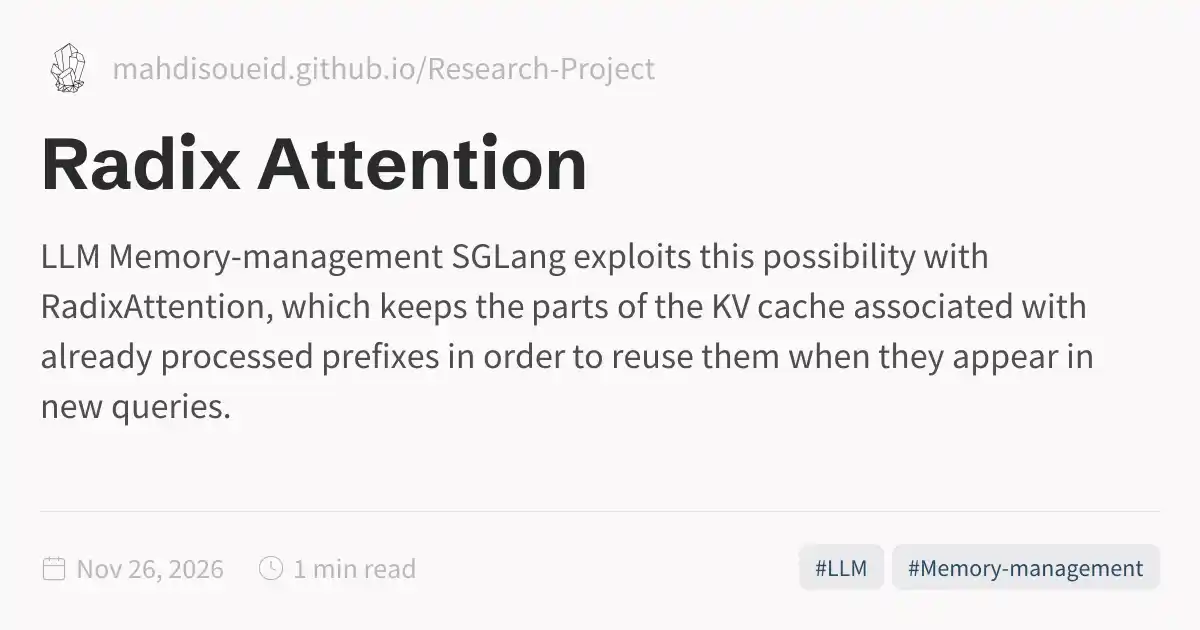 mahdisoueid.github.io/Research-Project
Radix Attention
LLM Memory-management SGLang exploits this possibility with
RadixAttention, which keeps the parts of the KV cache associated with
already processed prefixes in order to reuse them when they appear in
new queries.
Nov 26, 2026 1 min read #LLM #Memory-management